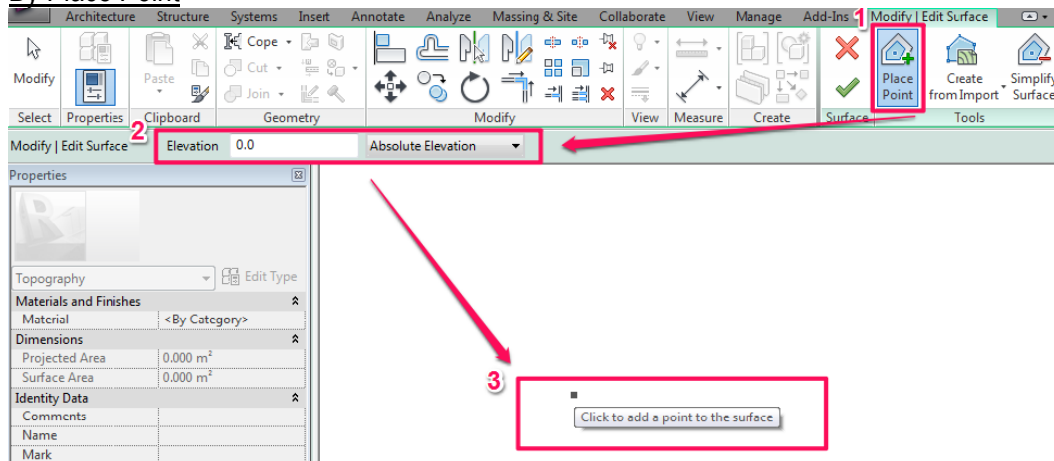 By Place Point
Architecture Structure Systems Insert Annotate Analyze Massing & Site Collaborate View Manage Add-Ins 1 Modify | Edit Surface
Cope
Cut
Join
Modify
Paste
Place Point
Create from Import
Simplify Surface
Select Properties Clipboard Geometry Modify View Measure Create Surface Tools
2
Modify | Edit Surface Elevation 0.0 Absolute Elevation
Properties
Topography Edit Type
Materials and Finishes
Material <By Category>
Dimensions
Projected Area 0.000 m²
Surface Area 0.000 m²
Identity Data
Comments
Name
Mark
3
Click to add a point to the surface